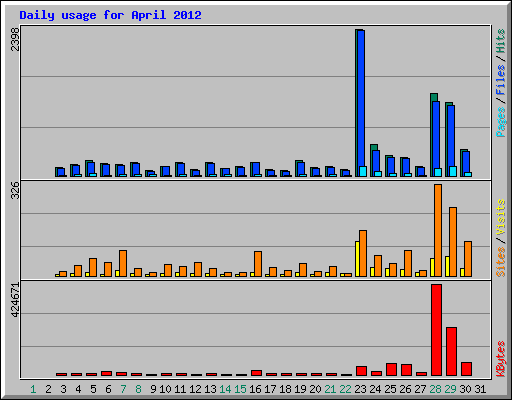 Daily usage for April 2012
2398
Pages / Files / Hits
326
Sites / Visits
424671
KBytes
1 2 3 4 5 6 7 8 9 10 11 12 13 14 15 16 17 18 19 20 21 22 23 24 25 26 27 28 29 30 31